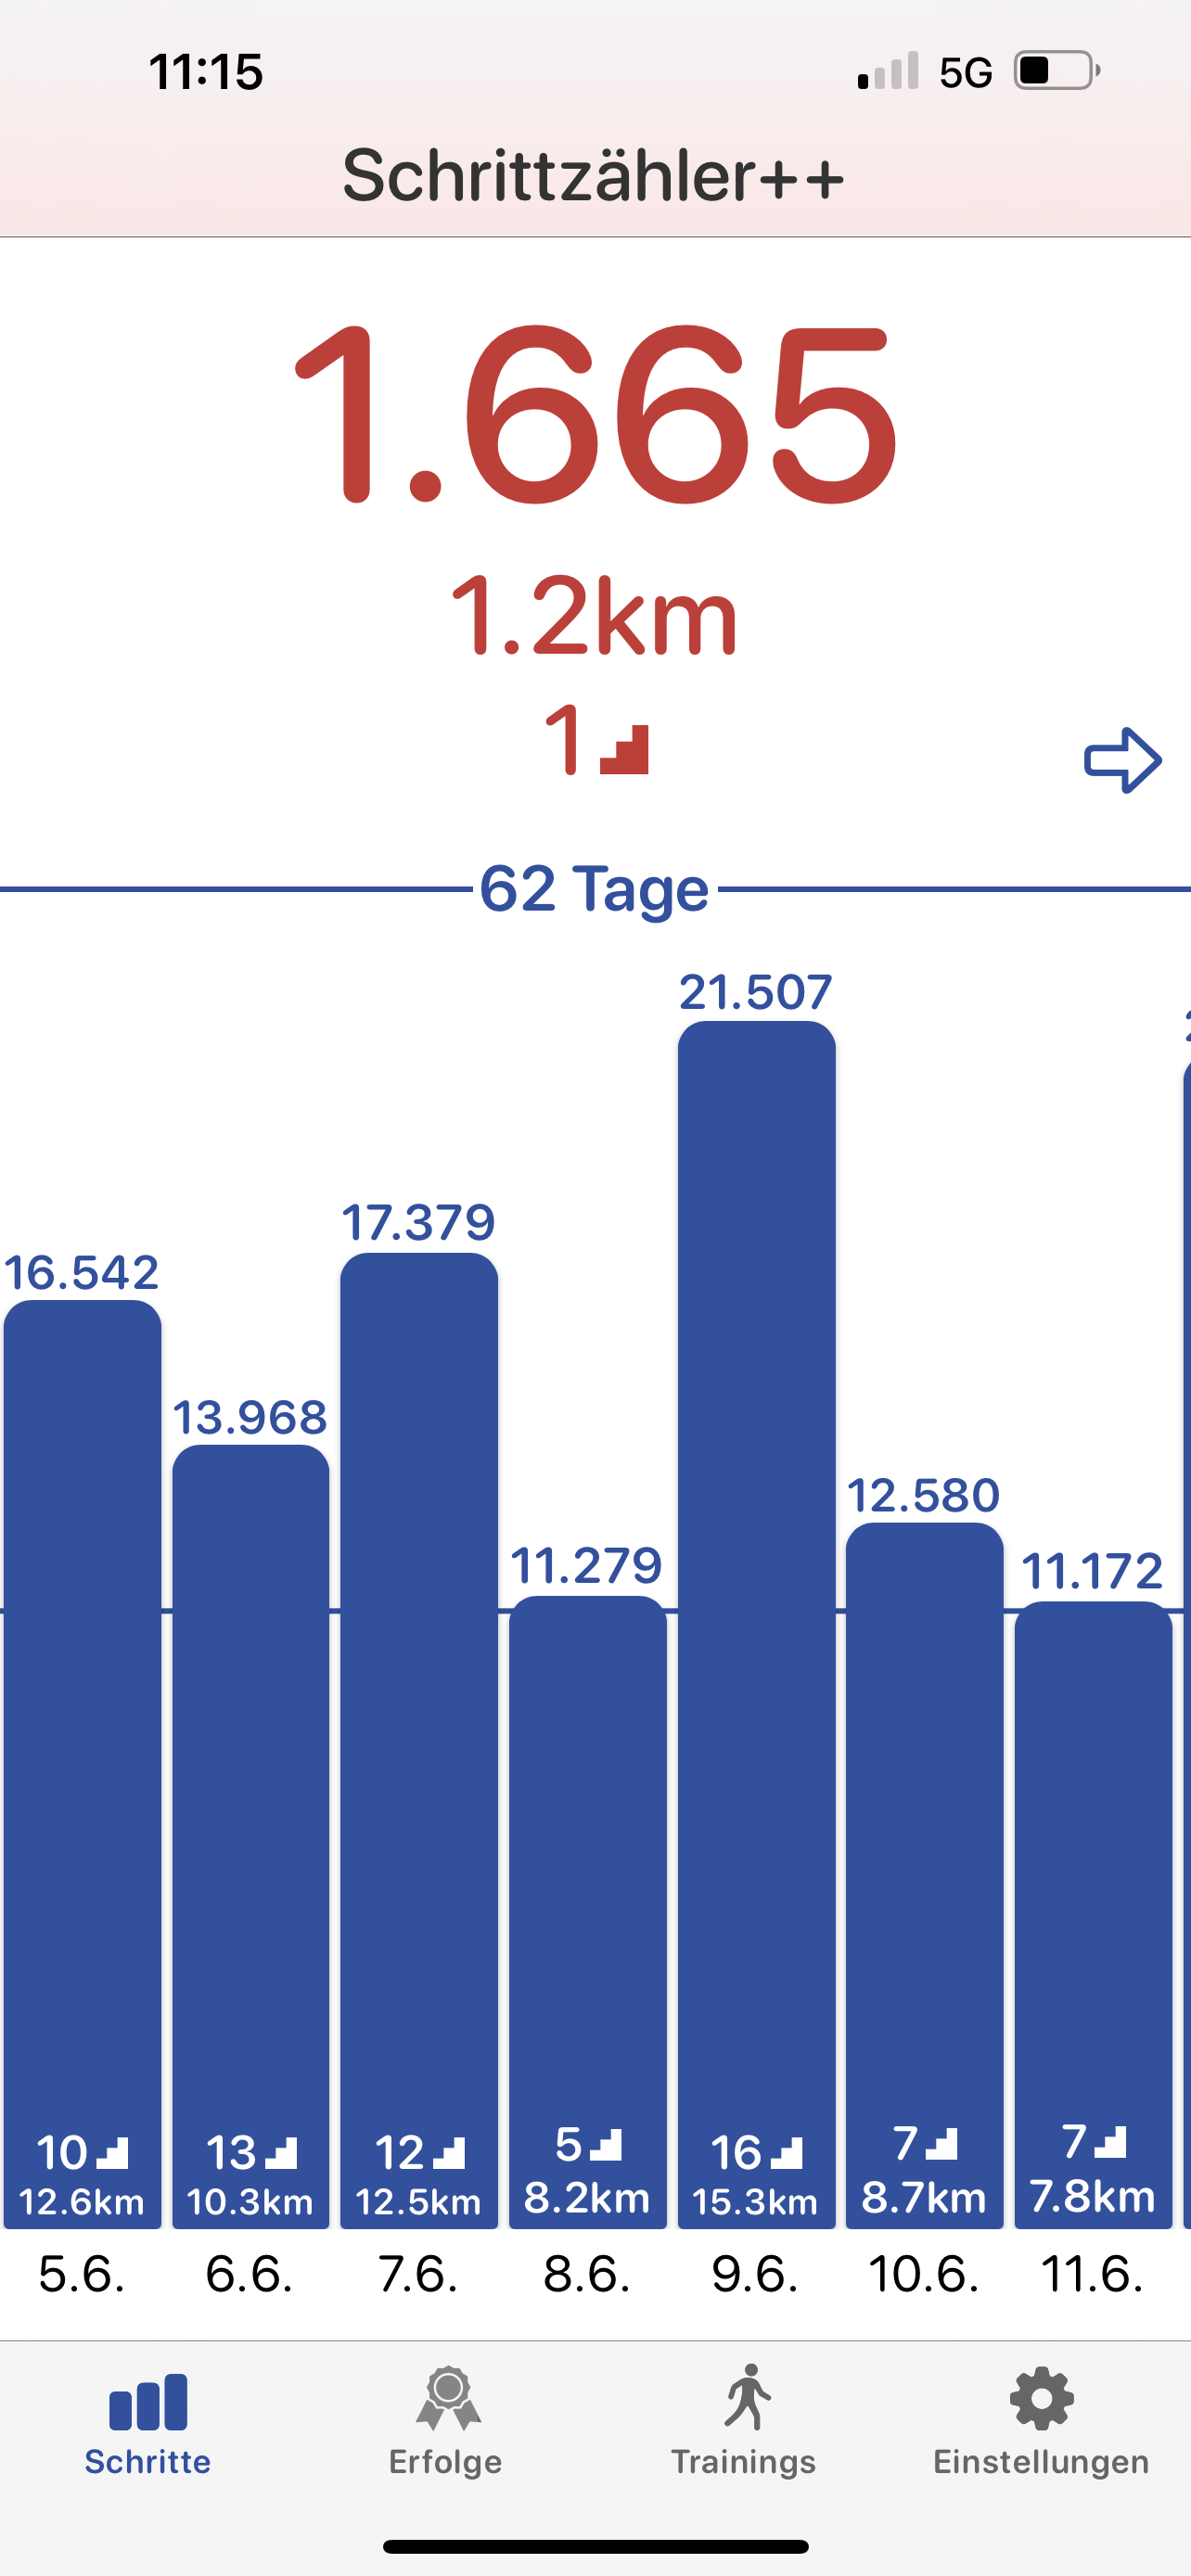 11:15 5G
Schrittzähler++
1.665
1.2km
1
62 Tage
21.507
17.379
16.542
13.968
12.580
11.279
11.172
10 13 12 5 16 7 7
12.6km 10.3km 12.5km 8.2km 15.3km 8.7km 7.8km
5.6. 6.6. 7.6. 8.6. 9.6. 10.6. 11.6.
Schritte Erfolge Trainings Einstellungen